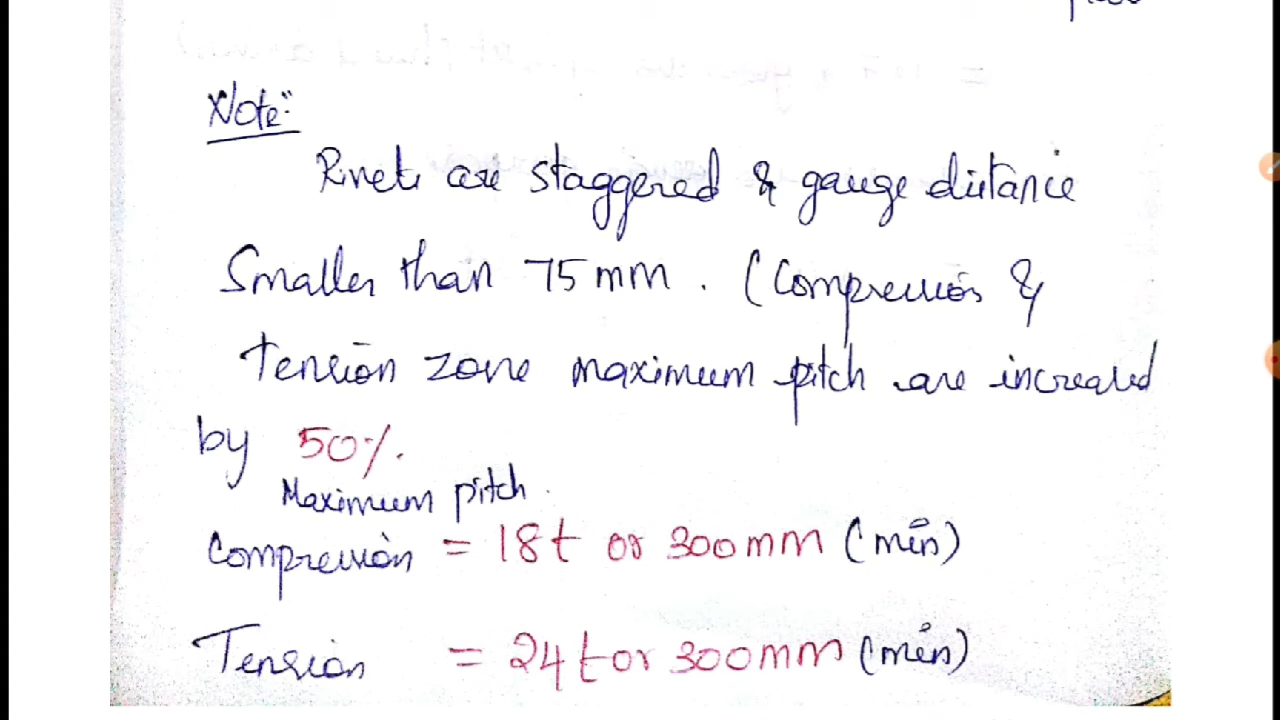 Note:-
Rivets are staggered & gauge distance
Smaller than 75 mm. (Compression &
tension zone maximum pitch are increased
by 50%.
Maximum pitch.
Compression = 18t or 300mm (min)
Tension = 24t or 300mm (min)